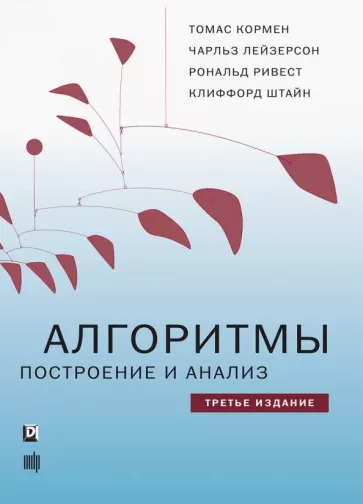 ТОМАС КОРМЕН
ЧАРЛЬЗ ЛЕЙЗЕРСОН
РОНАЛЬД РИВЕСТ
КЛИФФОРД ШТАЙН
АЛГОРИТМЫ
ПОСТРОЕНИЕ И АНАЛИЗ
ТРЕТЬЕ ИЗДАНИЕ